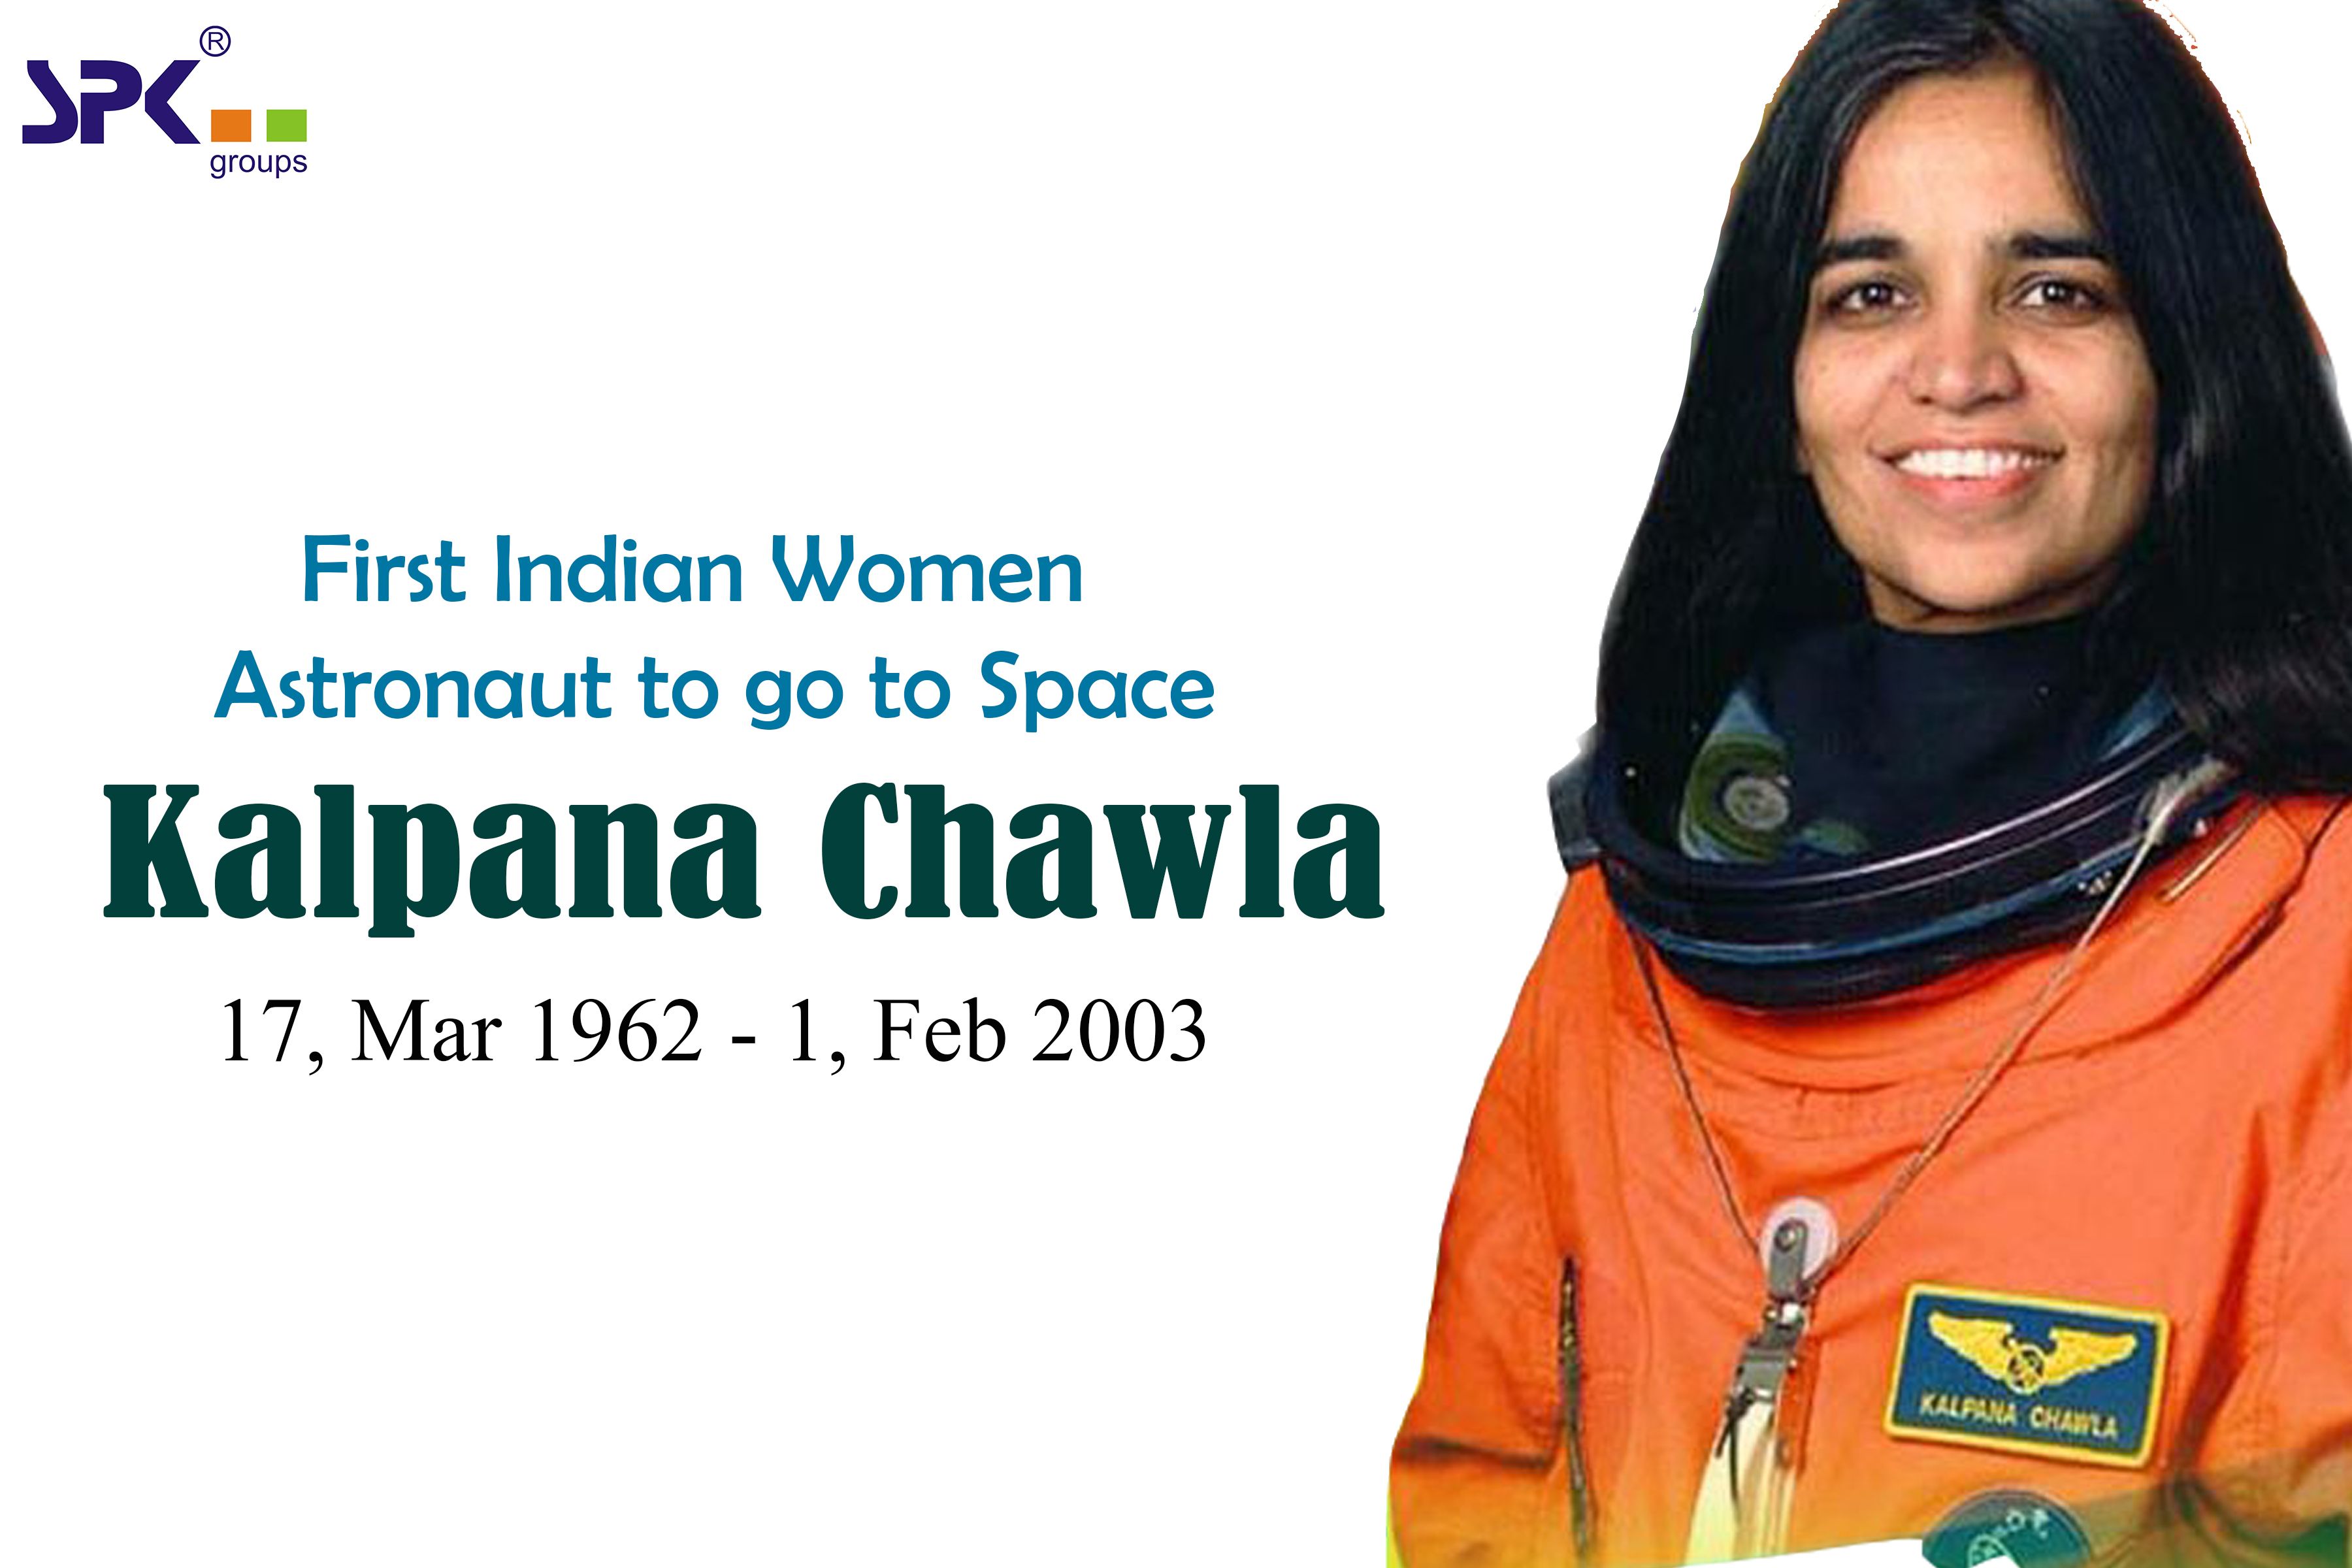 SPK®
groups
First Indian Women
Astronaut to go to Space
Kalpana Chawla
17, Mar 1962 - 1, Feb 2003
KALPANA CHAWLA